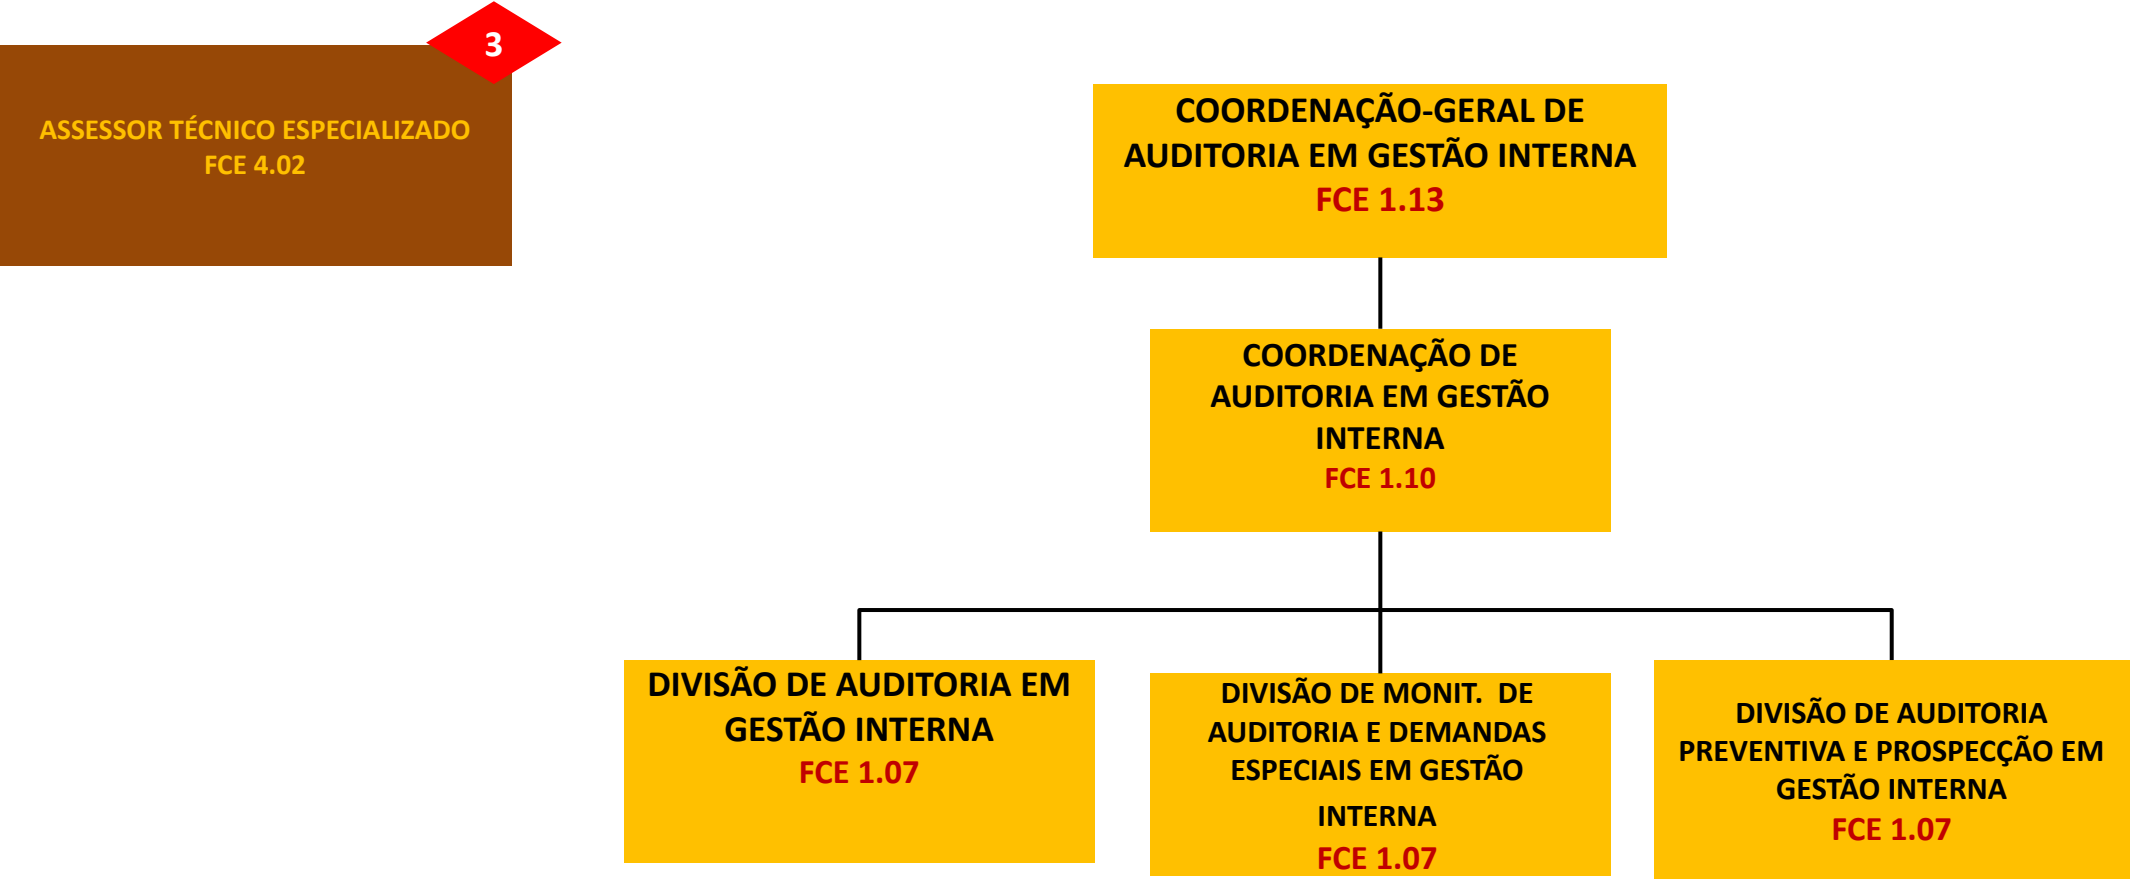 3
ASSESSOR TÉCNICO ESPECIALIZADO
FCE 4.02
COORDENAÇÃO-GERAL DE
AUDITORIA EM GESTÃO INTERNA
FCE 1.13
COORDENAÇÃO DE
AUDITORIA EM GESTÃO
INTERNA
FCE 1.10
DIVISÃO DE AUDITORIA EM
GESTÃO INTERNA
FCE 1.07
DIVISÃO DE MONIT. DE
AUDITORIA E DEMANDAS
ESPECIAIS EM GESTÃO
INTERNA
FCE 1.07
DIVISÃO DE AUDITORIA
PREVENTIVA E PROSPECÇÃO EM
GESTÃO INTERNA
FCE 1.07